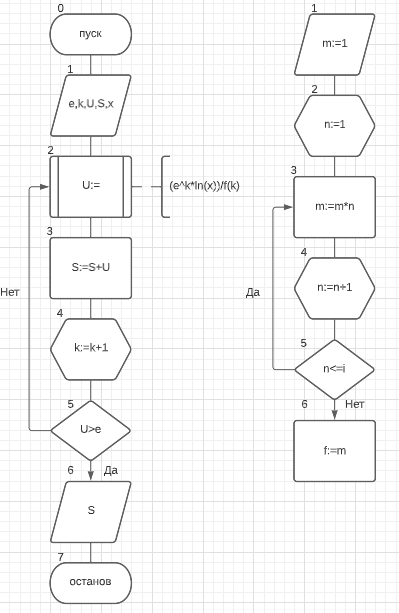 0
пуск
1
e,k,U,S,x
2
U:=
(e^k*ln(x))/f(k)
3
S:=S+U
Нет
4
k:=k+1
5
U>e
6
Да
S
7
останов
1
m:=1
2
n:=1
3
m:=m*n
4
n:=n+1
Да
5
n<=i
6
Нет
f:=m